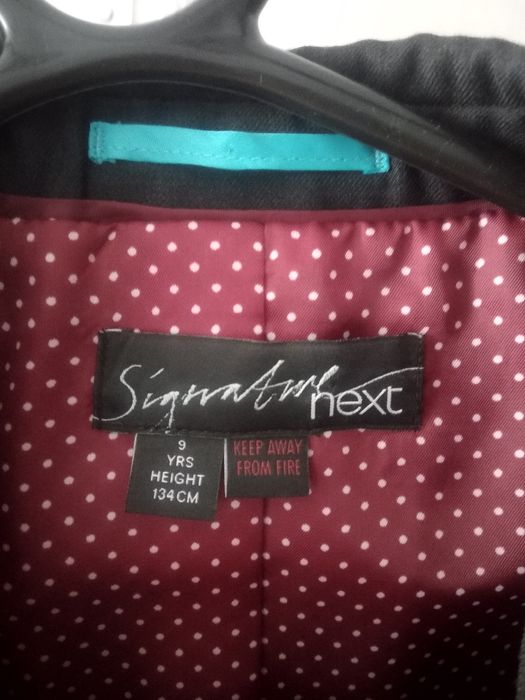 Signature next
9
YRS
HEIGHT
134CM
KEEP AWAY
FROM FIRE